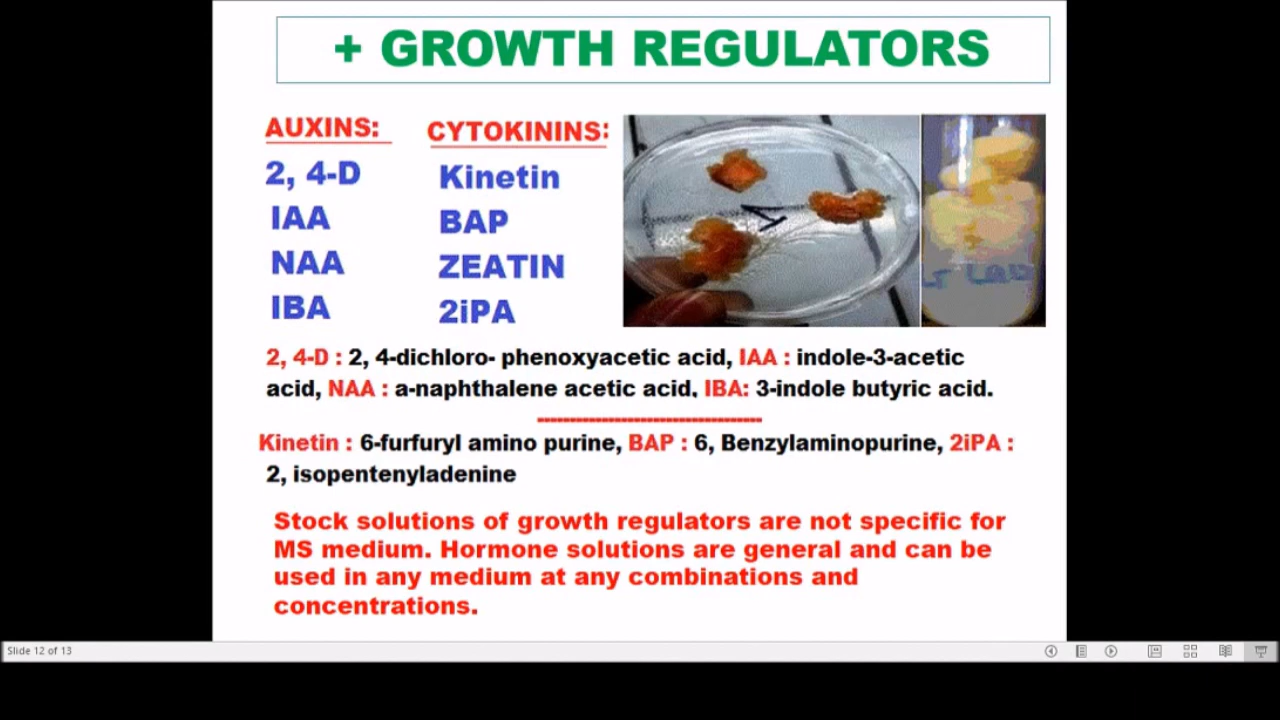 + GROWTH REGULATORS
AUXINS:
2, 4-D
IAA
NAA
IBA
CYTOKININS:
Kinetin
BAP
ZEATIN
2iPA
2, 4-D : 2, 4-dichloro- phenoxyacetic acid, IAA : indole-3-acetic
acid, NAA : a-naphthalene acetic acid, IBA: 3-indole butyric acid.
----------------------------------
Kinetin : 6-furfuryl amino purine, BAP : 6, Benzylaminopurine, 2iPA :
2, isopentenyladenine
Stock solutions of growth regulators are not specific for
MS medium. Hormone solutions are general and can be
used in any medium at any combinations and
concentrations.
Slide 12 of 13